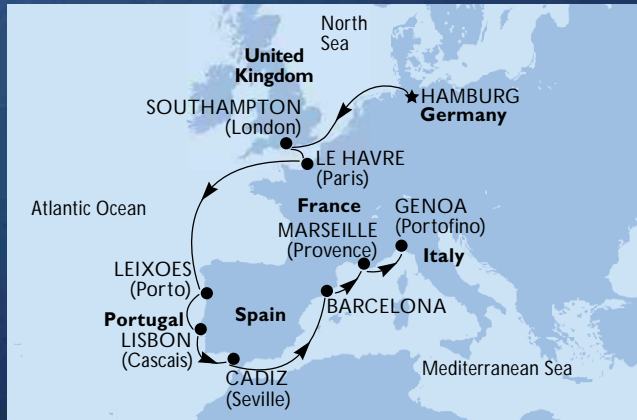 North
Sea
United
Kingdom
SOUTHAMPTON
(London)
HAMBURG
Germany
LE HAVRE
(Paris)
Atlantic Ocean
France
GENOA
(Portofino)
MARSEILLE
(Provence)
Italy
LEIXOES
(Porto)
BARCELONA
Portugal
Spain
LISBON
(Cascais)
CADIZ
(Seville)
Mediterranean Sea